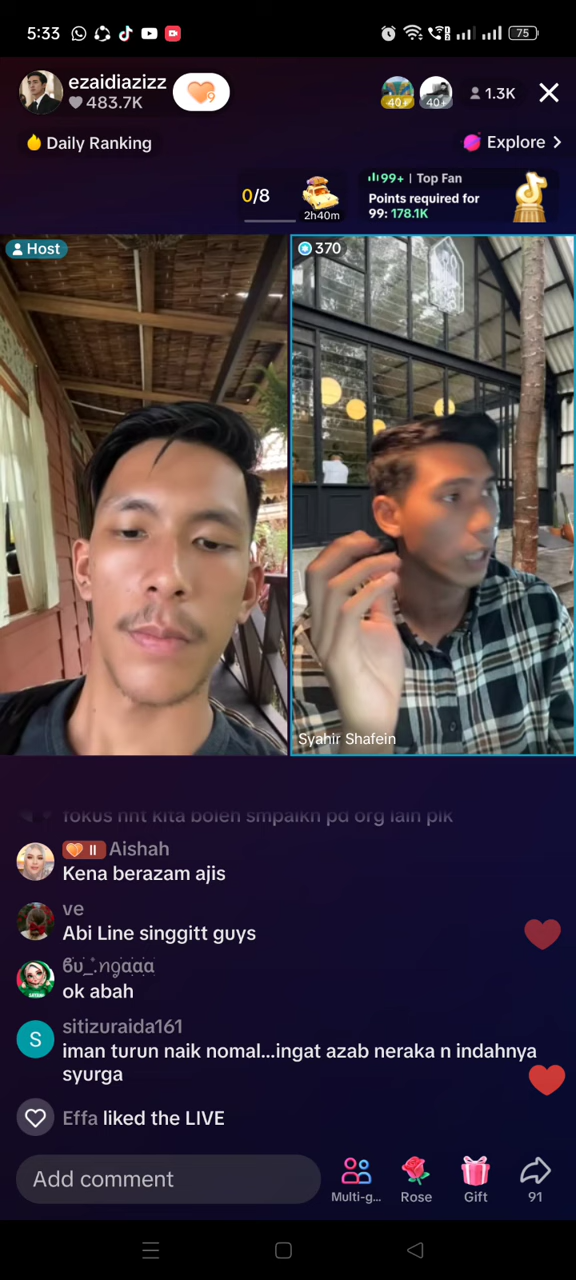 5:33
75
ezaidiazizz
483.7K
9
40+
40+
1.3K
Daily Ranking
Explore
0/8
2h40m
99+ | Top Fan
Points required for
99: 178.1K
Host
370
Syahir Shafein
fokus nnt kita boleh smpaikn pd org lain plk
II Aishah
Kena berazam ajis
ve
Abi Line singgitt guys
ok abah
S
sitizuraida161
iman turun naik nomal...ingat azab neraka n indahnya
syurga
Effa liked the LIVE
Add comment
Multi-g...
Rose
Gift
91